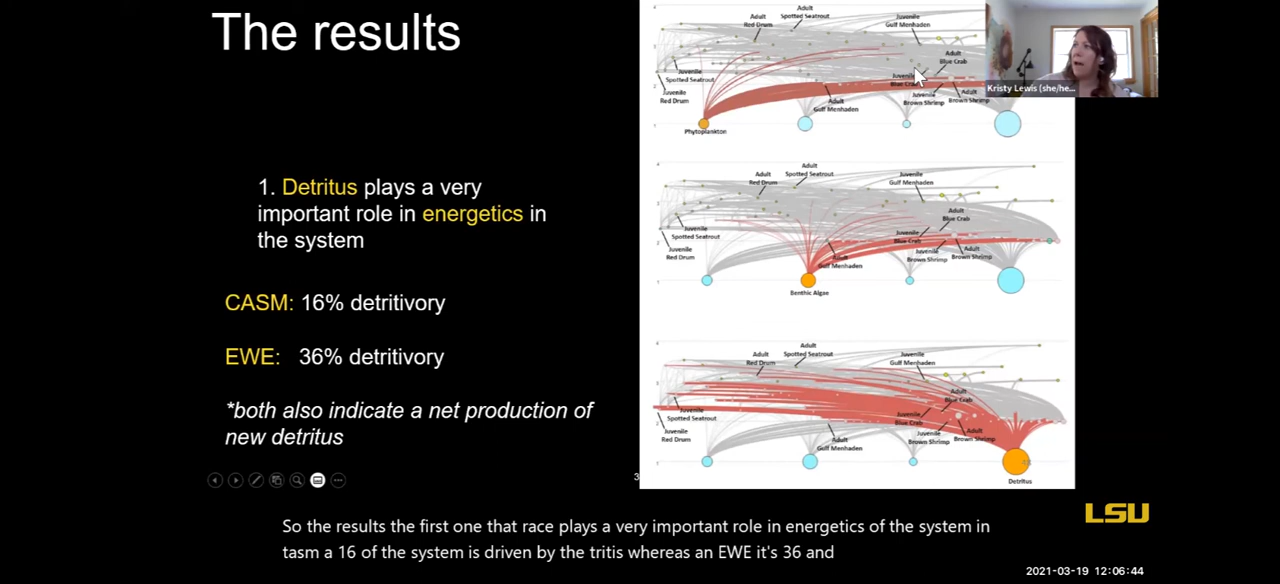 The results
1. Detritus plays a very
important role in energetics in
the system
CASM: 16% detritivory
EWE: 36% detritivory
*both also indicate a net production of
new detritus
3
Adult
Red Drum
Adult
Spotted Seatrout
Juvenile
Gulf Menhaden
Adult
Blue Crab
Juvenile
Spotted Seatrout
Juvenile
Blue Crab
Juvenile
Red Drum
Adult
Gulf Menhaden
Juvenile
Brown Shrimp
Adult
Brown Shrimp
Phytoplankton
Kristy Lewis (she/he...
Adult
Red Drum
Adult
Spotted Seatrout
Juvenile
Gulf Menhaden
Adult
Blue Crab
Juvenile
Spotted Seatrout
Juvenile
Blue Crab
Juvenile
Red Drum
Adult
Gulf Menhaden
Juvenile
Brown Shrimp
Adult
Brown Shrimp
Benthic Algae
Adult
Red Drum
Adult
Spotted Seatrout
Juvenile
Gulf Menhaden
Adult
Blue Crab
Juvenile
Spotted Seatrout
Juvenile
Blue Crab
Juvenile
Red Drum
Adult
Gulf Menhaden
Juvenile
Brown Shrimp
Adult
Brown Shrimp
Detritus
LSU
So the results the first one that race plays a very important role in energetics of the system in
tasm a 16 of the system is driven by the tritis whereas an EWE it's 36 and
2021-03-19 12:06:44